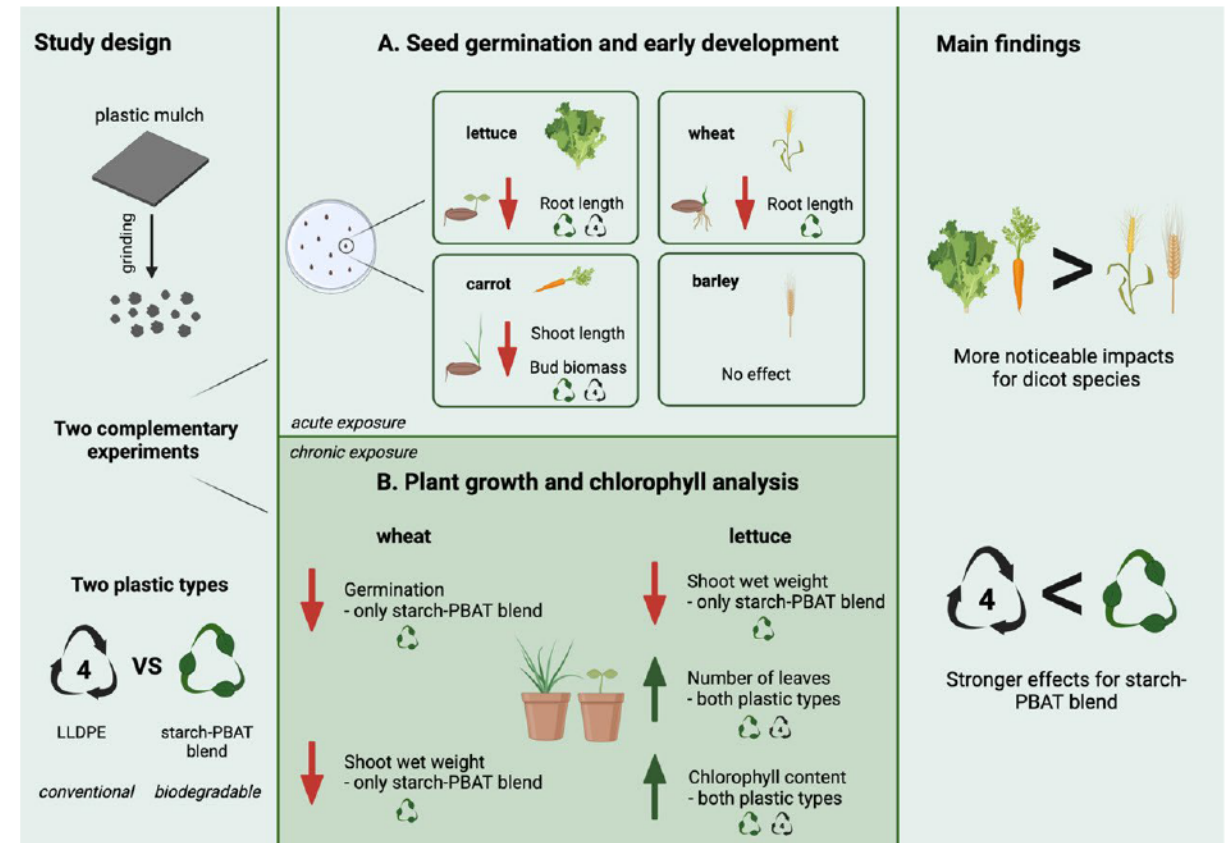 Study design
plastic mulch
grinding
Two complementary
experiments
Two plastic types
4
VS
LLDPE
starch-PBAT
blend
conventional
biodegradable
A. Seed germination and early development
lettuce
Root length
4
wheat
Root length
carrot
Shoot length
Bud biomass
4
barley
No effect
acute exposure
chronic exposure
B. Plant growth and chlorophyll analysis
wheat
Germination
- only starch-PBAT blend
Shoot wet weight
- only starch-PBAT blend
lettuce
Shoot wet weight
- only starch-PBAT blend
Number of leaves
- both plastic types
4
Chlorophyll content
- both plastic types
4
Main findings
>
More noticeable impacts
for dicot species
4
<
Stronger effects for starch-
PBAT blend